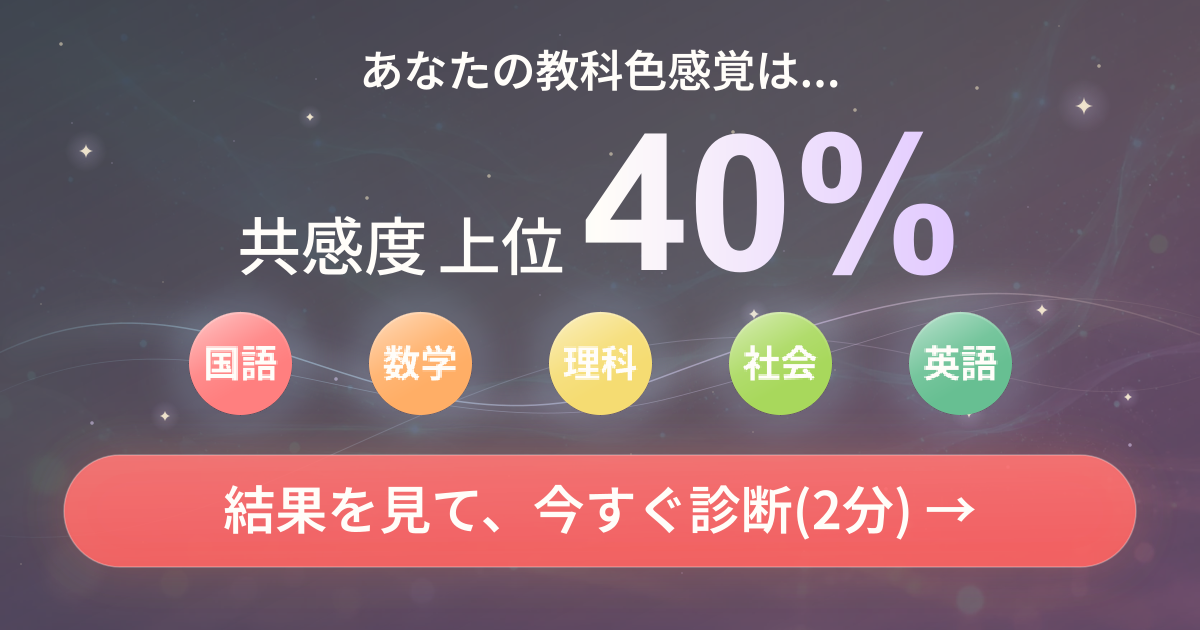 あなたの教科色感覚は...
共感度 上位 40%
国語 数学 理科 社会 英語
結果を見て、今すぐ診断(2分) →